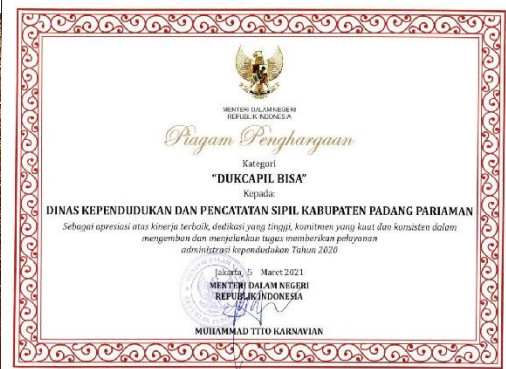 MENTERI DALAM NEGERI
REPUBLIK INDONESIA
Piagam Penghargaan
Kategori
"DUKCAPIL BISA"
Kepada:
DINAS KEPENDUDUKAN DAN PENCATATAN SIPIL KABUPATEN PADANG PARIAMAN
Sebagai apresiasi atas kinerja terbaik, dedikasi yang tinggi, komitmen yang kuat dan konsisten dalam
mengemban dan menjalankan tugas memberikan pelayanan
administrasi kependudukan Tahun 2020
Jakarta, 5 Maret 2021
MENTERI DALAM NEGERI
REPUBLIK INDONESIA
MUHAMMAD TITO KARNAVIAN